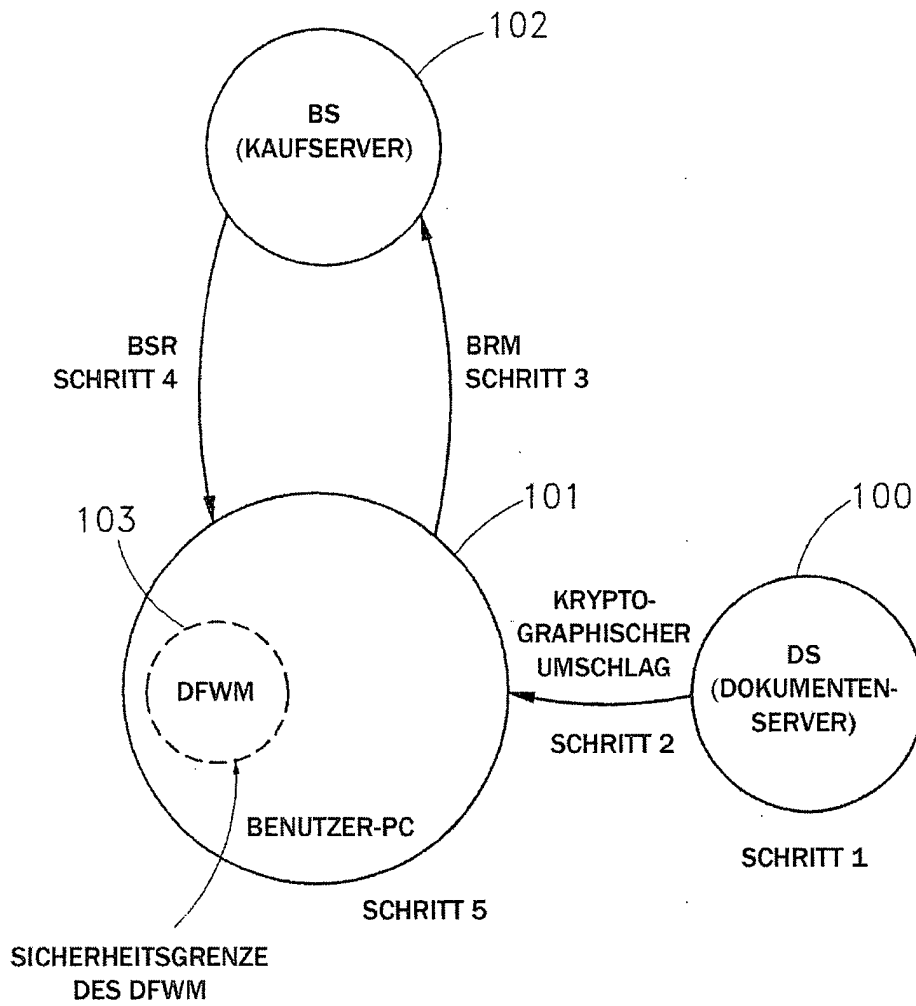 102
BS
(KAUFSERVER)
BSR
SCHRITT 4
BRM
SCHRITT 3
103
101
100
KRYPTO-
GRAPHISCHER
UMSCHLAG
DS
(DOKUMENTEN-
SERVER)
DFWM
SCHRITT 2
BENUTZER-PC
SCHRITT 1
SCHRITT 5
SICHERHEITSGRENZE
DES DFWM